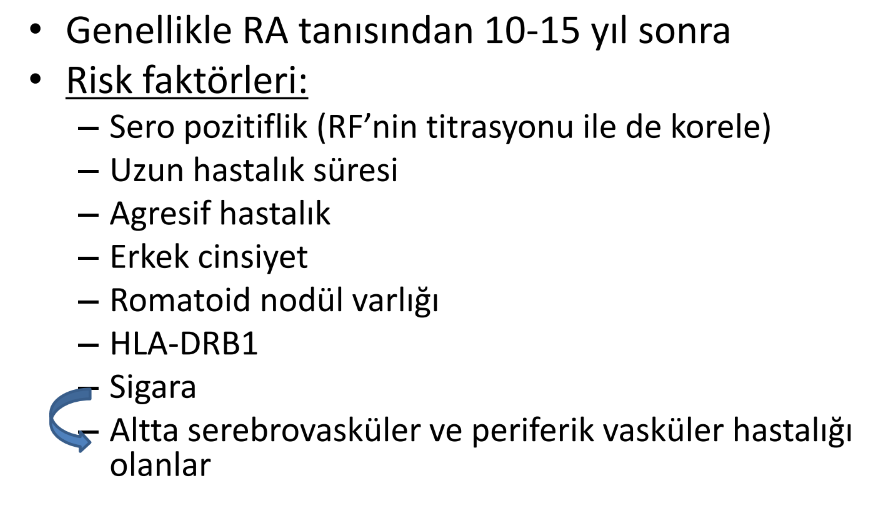 • Genellikle RA tanısından 10-15 yıl sonra
• Risk faktörleri:
– Sero pozitiflik (RF’nin titrasyonu ile de korele)
– Uzun hastalık süresi
– Agresif hastalık
– Erkek cinsiyet
– Romatoid nodül varlığı
– HLA-DRB1
– Sigara
– Altta serebrovasküler ve periferik vasküler hastalığı
olanlar